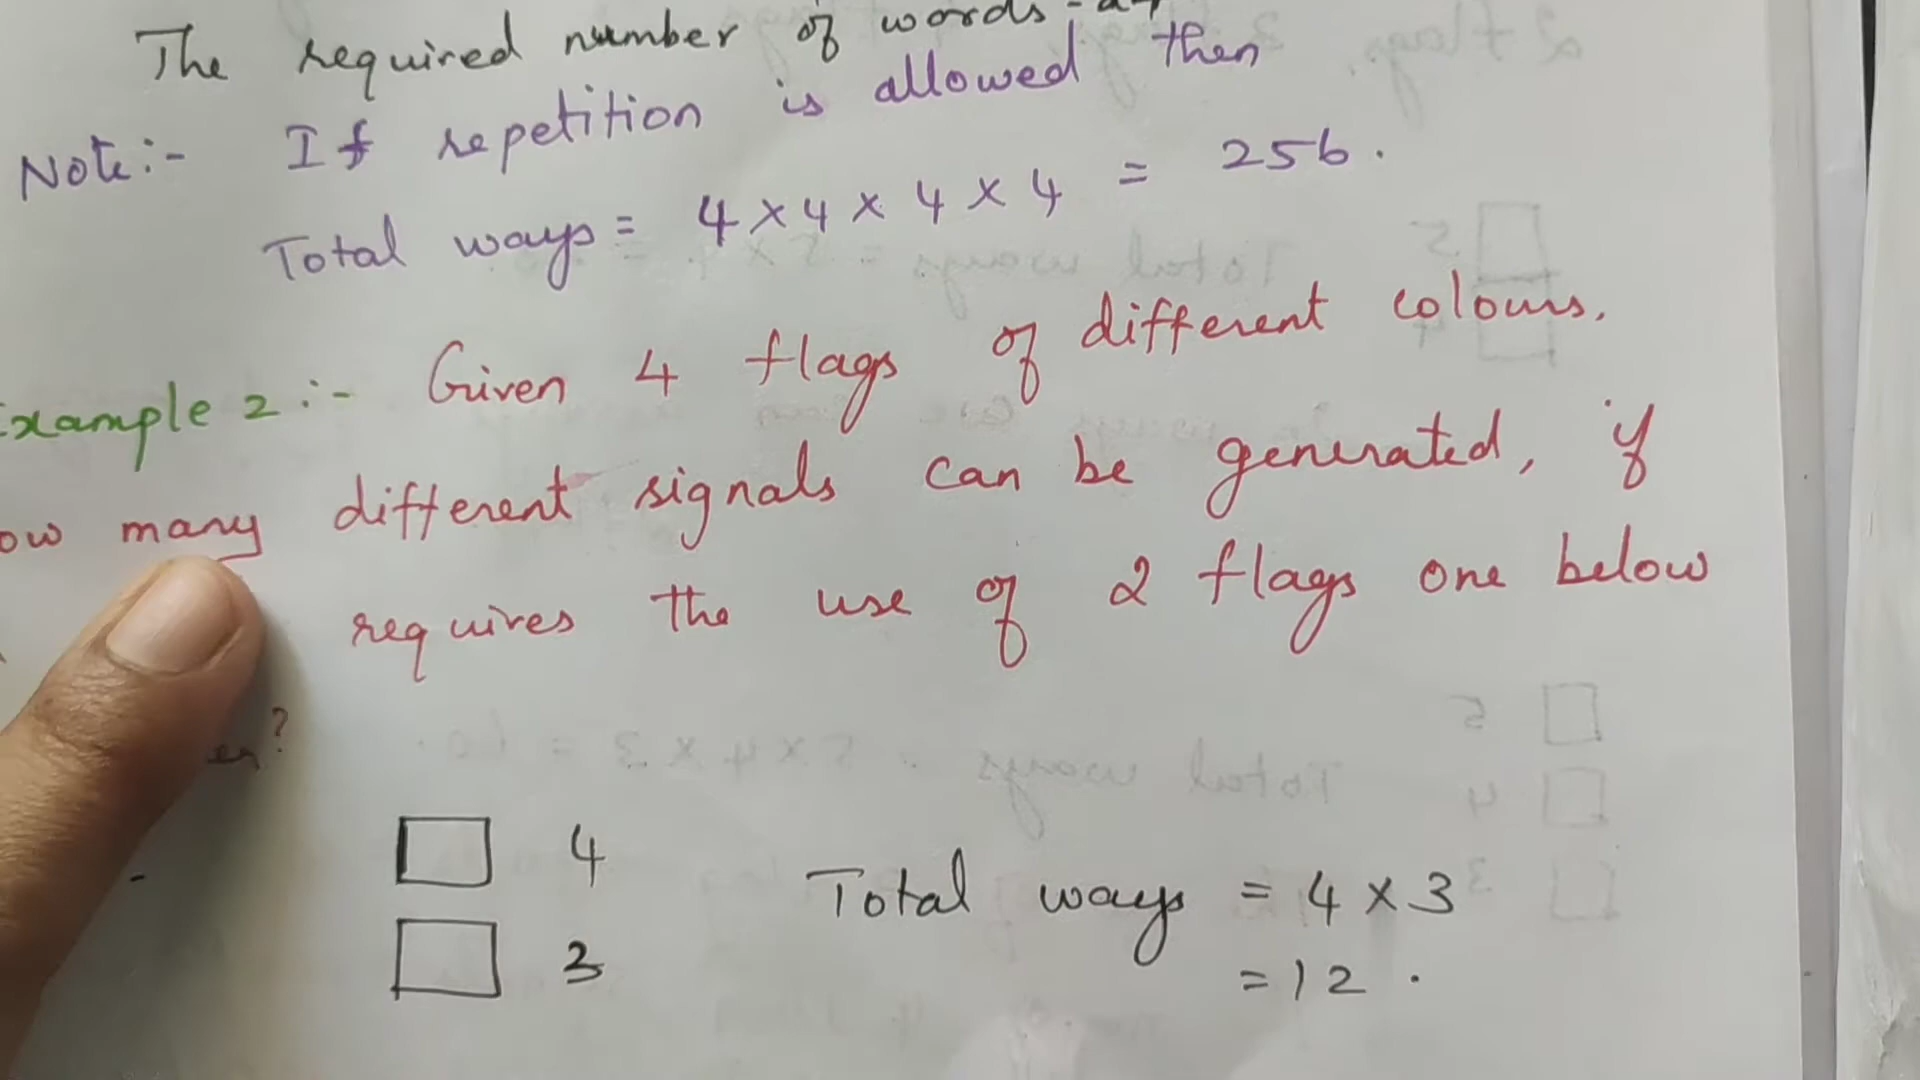 The required number of words
Note:- If repetition is allowed then
Total ways = 4 × 4 × 4 × 4 = 256.
Example 2:- Given 4 flags of different colours.
ow many different signals can be generated, if
requires the use of 2 flags one below
er?
4
3
Total ways = 4 × 3
= 12.